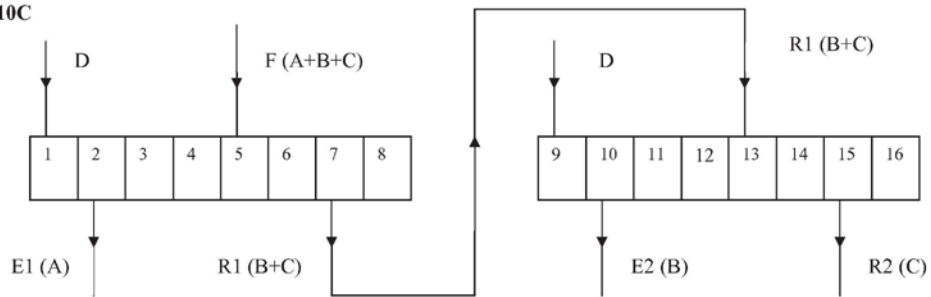 10C
D
F (A+B+C)
D
R1 (B+C)
1 2 3 4 5 6 7 8
9 10 11 12 13 14 15 16
E1 (A)
R1 (B+C)
E2 (B)
R2 (C)